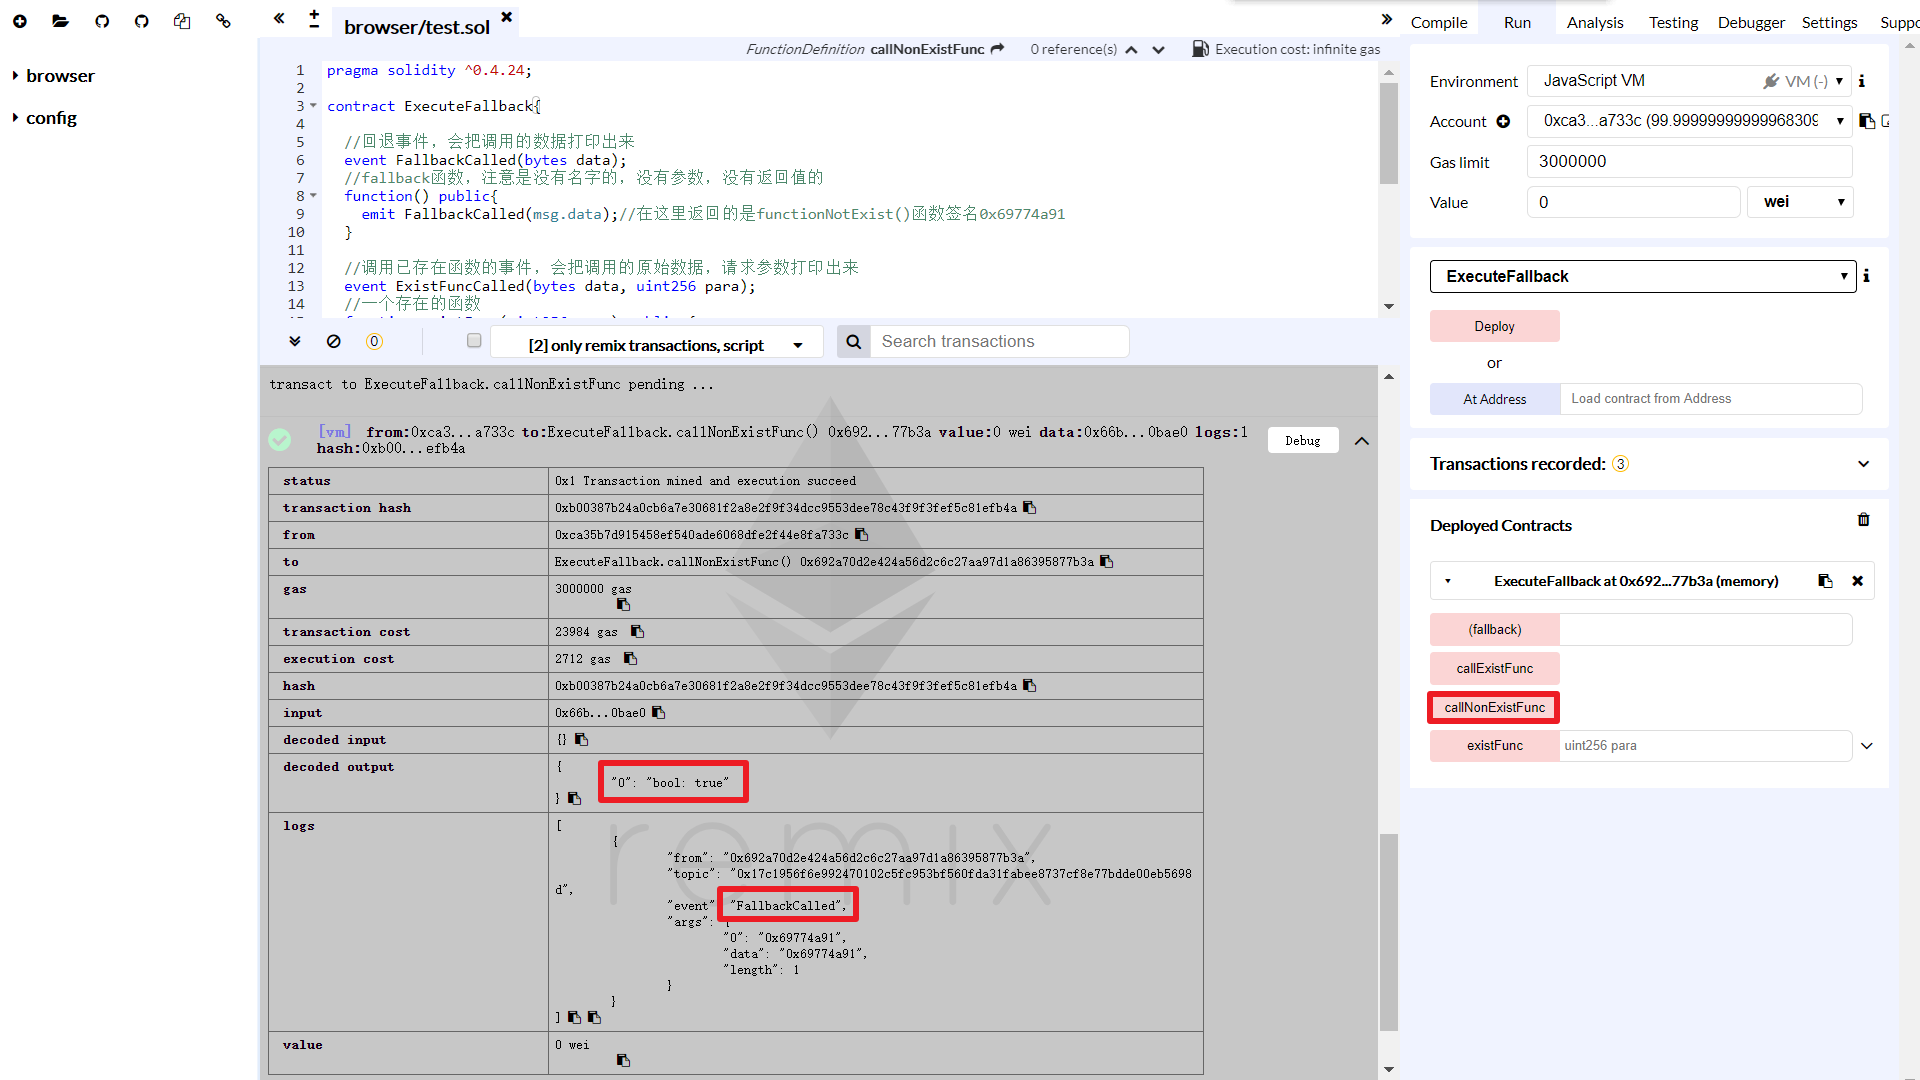 browser/test.sol
Compile Run Analysis Testing Debugger Settings Suppo
FunctionDefinition callNonExistFunc 0 reference(s) Execution cost: infinite gas
browser
config
1 pragma solidity ^0.4.24;
2
3 contract ExecuteFallback{
4
5 //回退事件，会把调用的数据打印出来
6 event FallbackCalled(bytes data);
7 //fallback函数，注意是没有名字的，没有参数，没有返回值的
8 function() public{
9 emit FallbackCalled(msg.data);//在这里返回的是functionNotExist()函数签名0x69774a91
10 }
11
12 //调用已存在函数的事件，会把调用的原始数据，请求参数打印出来
13 event ExistFuncCalled(bytes data, uint256 para);
14 //一个存在的函数
0
[2] only remix transactions, script
Search transactions
transact to ExecuteFallback.callNonExistFunc pending ...
[vm] from:0xca3...a733c to:ExecuteFallback.callNonExistFunc() 0x692...77b3a value:0 wei data:0x66b...0bae0 logs:1
hash:0xb00...efb4a
Debug
status 0x1 Transaction mined and execution succeed
transaction hash 0xb00387b24a0cb6a7e30681f2a8e2f9f34dcc9553dee78c43f9f3fef5c81efb4a
from 0xca35b7d915458ef540ade6068dfe2f44e8fa733c
to ExecuteFallback.callNonExistFunc() 0x692a70d2e424a56d2c6c27aa97d1a86395877b3a
gas 3000000 gas
transaction cost 23984 gas
execution cost 2712 gas
hash 0xb00387b24a0cb6a7e30681f2a8e2f9f34dcc9553dee78c43f9f3fef5c81efb4a
input 0x66b...0bae0
decoded input {}
decoded output {
"0": "bool: true"
}
logs [
{
"from": "0x692a70d2e424a56d2c6c27aa97d1a86395877b3a",
"topic": "0x17c1956f6e992470102c5fc953bf560fda31fabee8737cf8e77bdde00eb5698
d",
"event": "FallbackCalled",
"args": {
"0": "0x69774a91",
"data": "0x69774a91",
"length": 1
}
}
]
value 0 wei
remix
Environment JavaScript VM VM (-)
Account 0xca3...a733c (99.99999999999968309
Gas limit 3000000
Value 0 wei
ExecuteFallback
Deploy
or
At Address Load contract from Address
Transactions recorded: 3
Deployed Contracts
ExecuteFallback at 0x692...77b3a (memory)
(fallback)
callExistFunc
callNonExistFunc
existFunc uint256 para